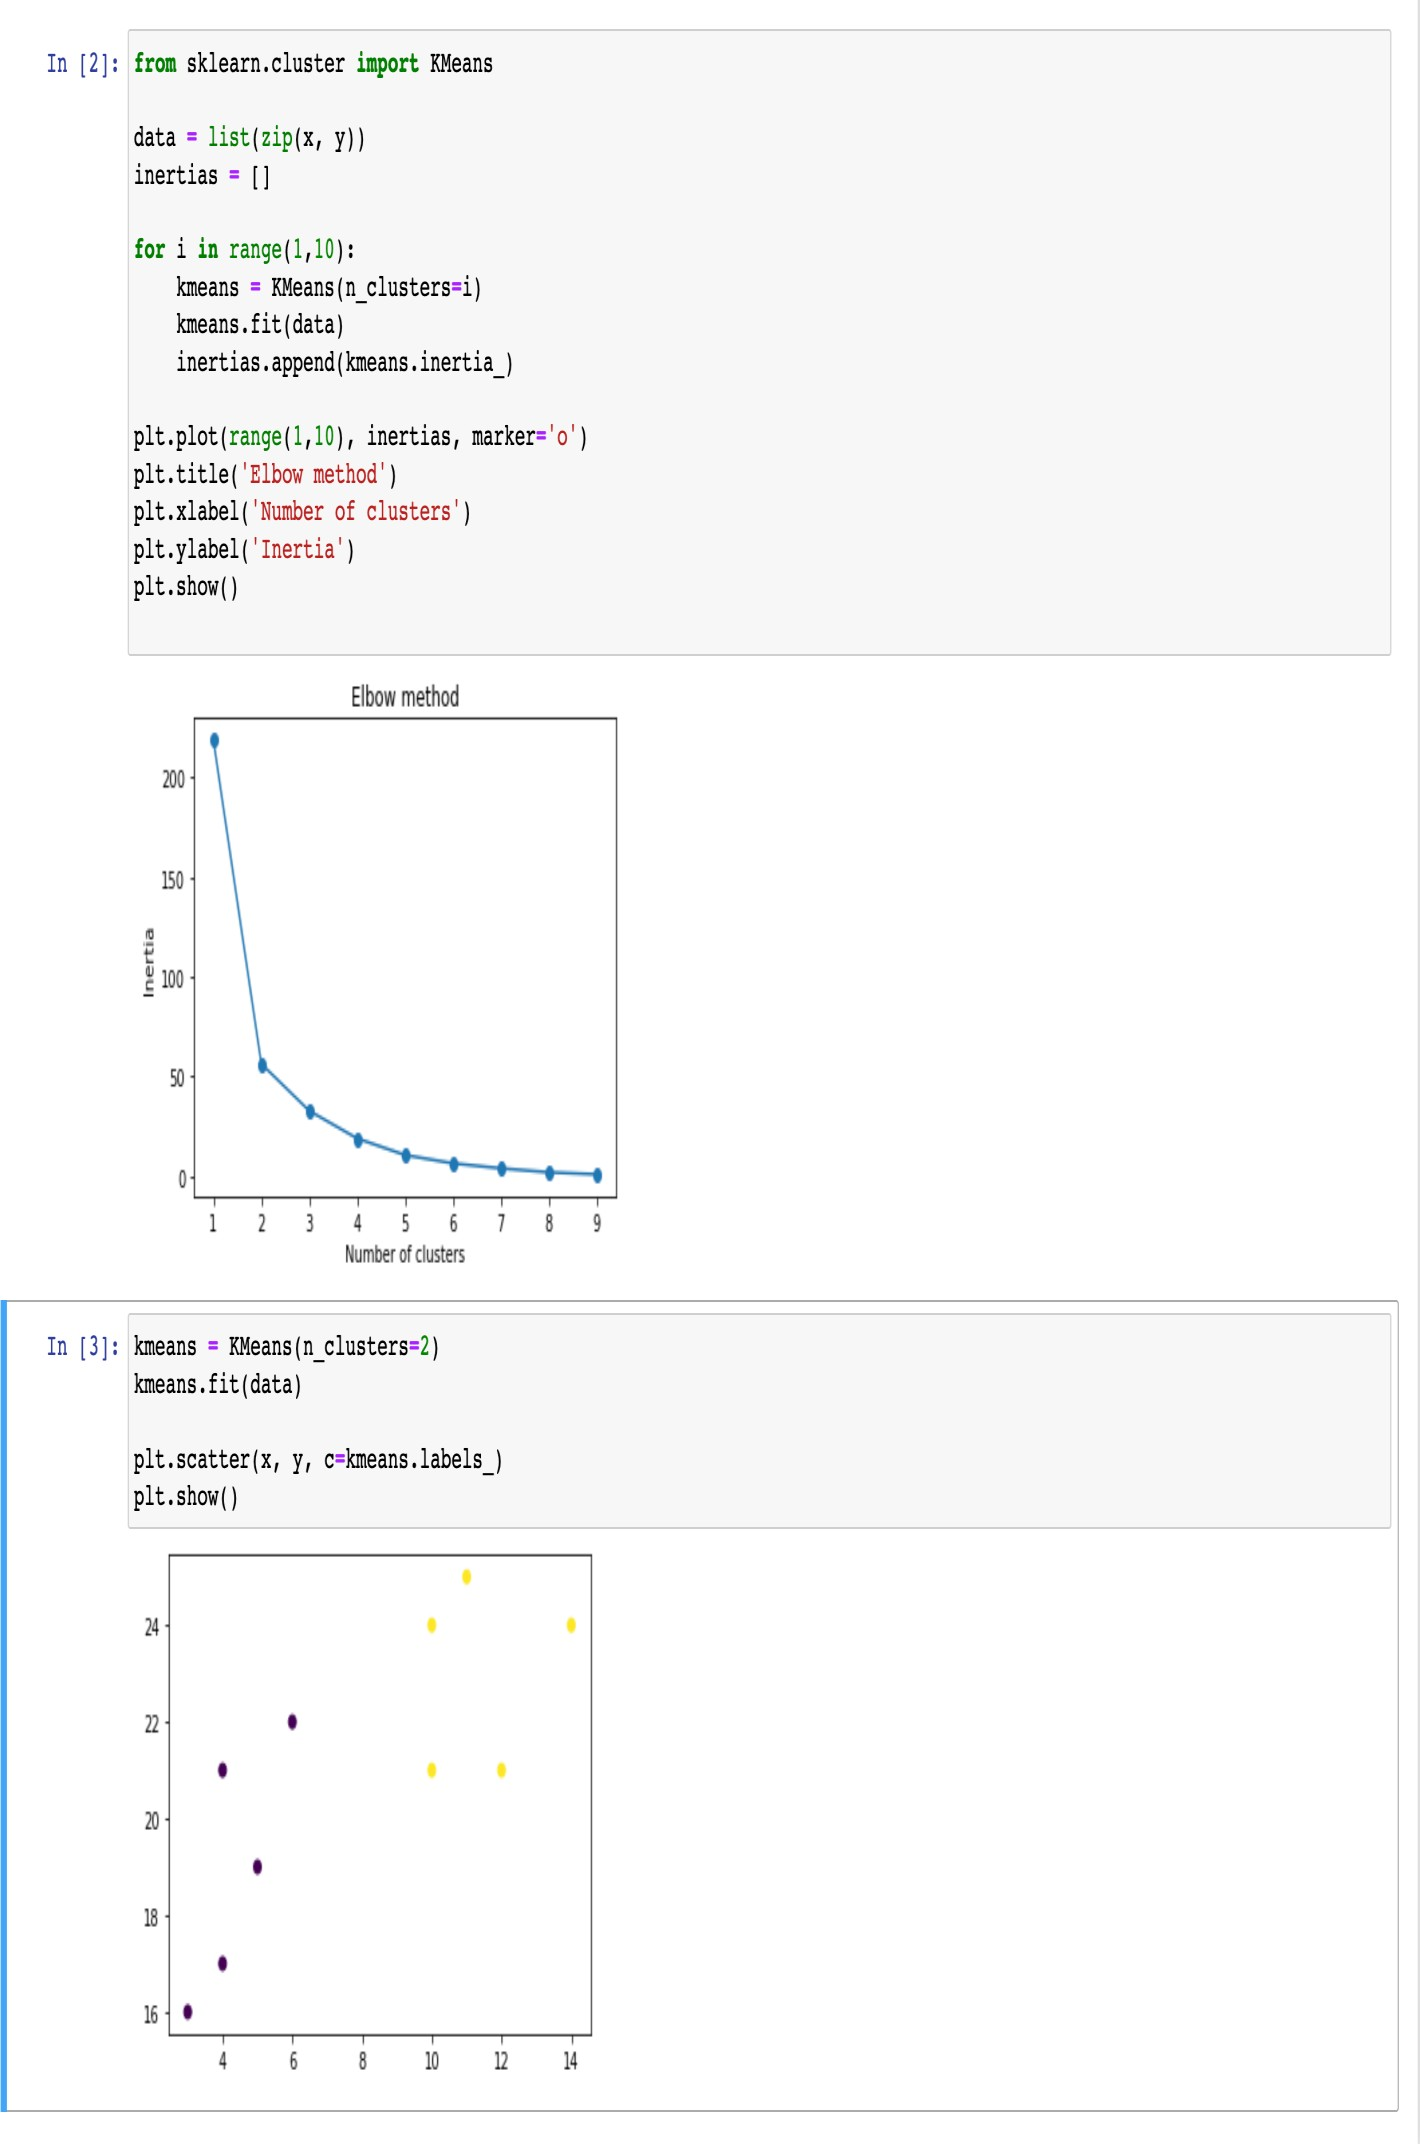 In [2]: from sklearn.cluster import KMeans
data = list(zip(x, y))
inertias = []
for i in range(1,10):
    kmeans = KMeans(n_clusters=i)
    kmeans.fit(data)
    inertias.append(kmeans.inertia_)
plt.plot(range(1,10), inertias, marker='o')
plt.title('Elbow method')
plt.xlabel('Number of clusters')
plt.ylabel('Inertia')
plt.show()
Elbow method
200
150
100
50
0
Inertia
1 2 3 4 5 6 7 8 9
Number of clusters
In [3]: kmeans = KMeans(n_clusters=2)
kmeans.fit(data)
plt.scatter(x, y, c=kmeans.labels_)
plt.show()
24
22
20
18
16
4 6 8 10 12 14